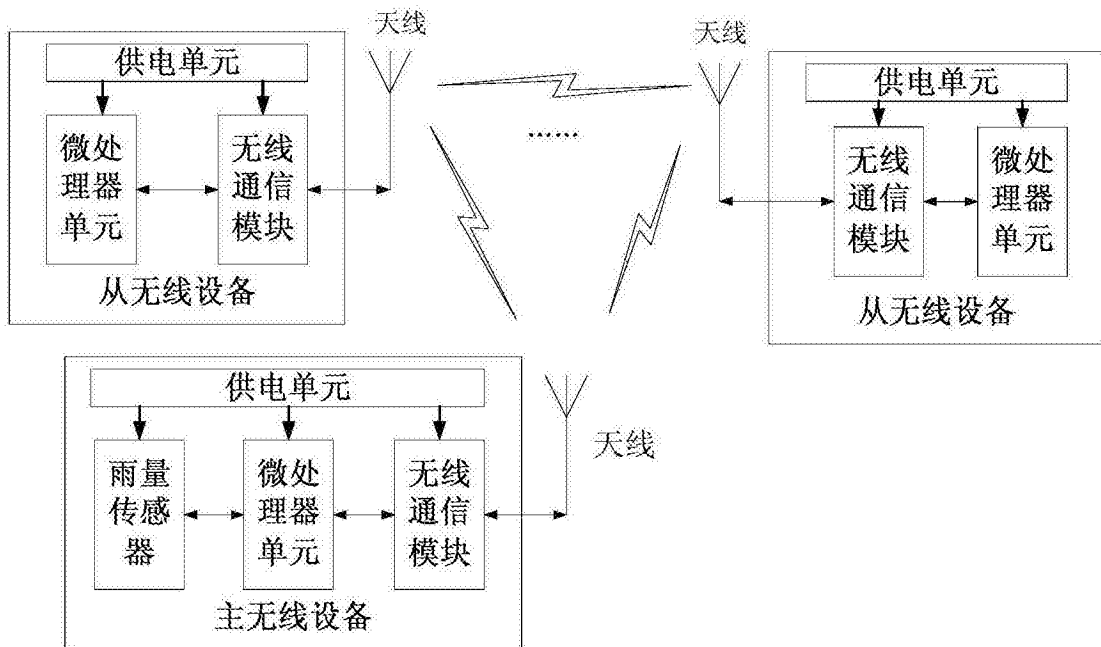 天线
供电单元
微处
理器
单元
无线
通信
模块
从无线设备
……
天线
供电单元
无线
通信
模块
微处
理器
单元
从无线设备
供电单元
雨量
传感
器
微处
理器
单元
无线
通信
模块
主无线设备
天线